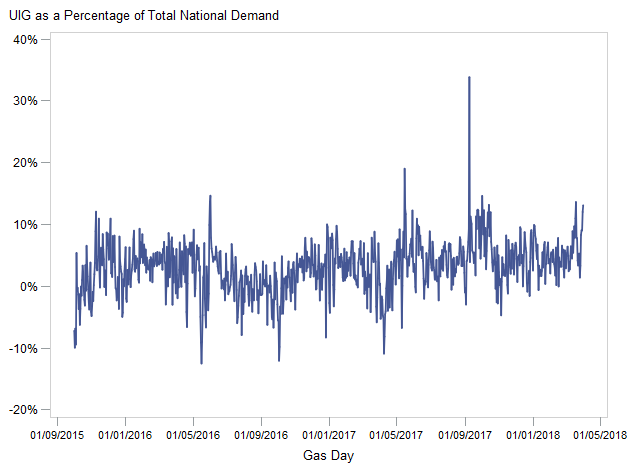 UIG as a Percentage of Total National Demand
40%
30%
20%
10%
0%
-10%
-20%
01/09/2015 01/01/2016 01/05/2016 01/09/2016 01/01/2017 01/05/2017 01/09/2017 01/01/2018 01/05/2018
Gas Day